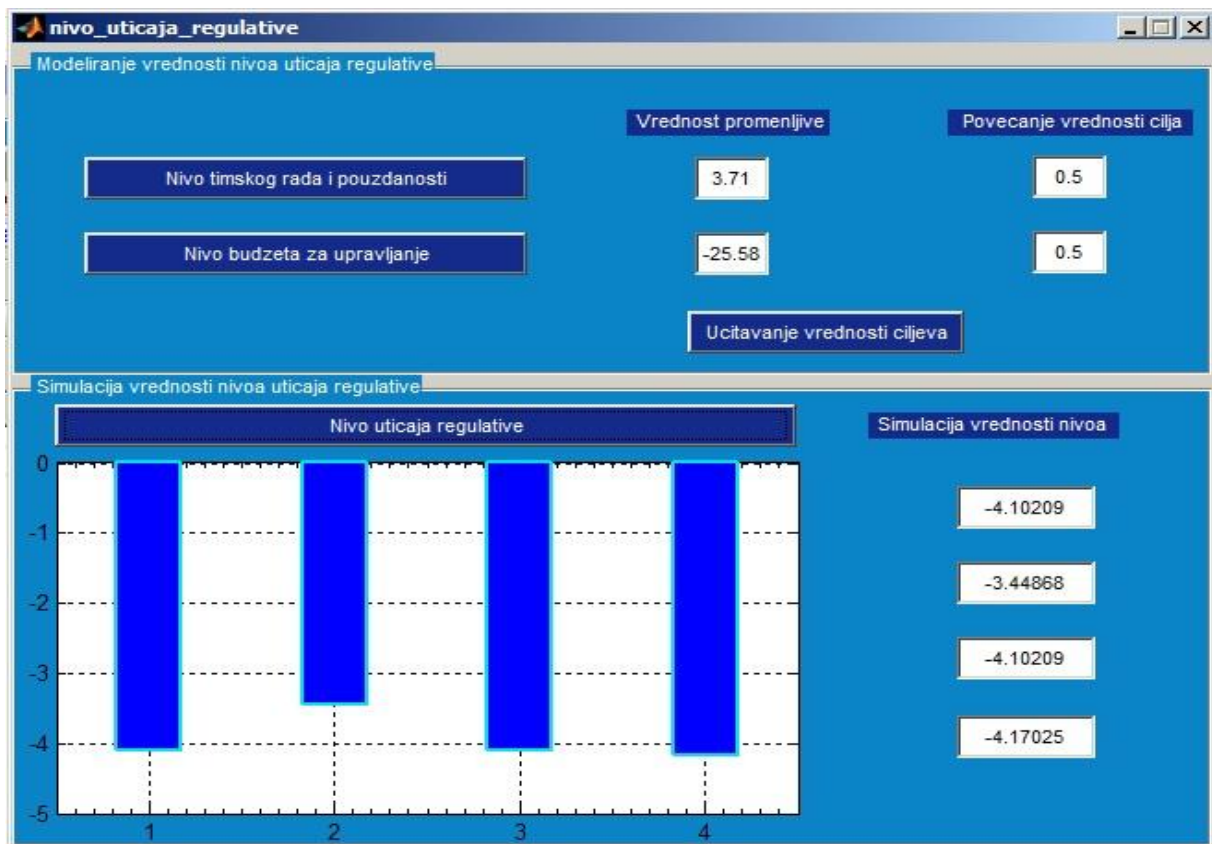 nivo_uticaja_regulative
Modeliranje vrednosti nivoa uticaja regulative
Vrednost promenljive Povecanje vrednosti cilja
Nivo timskog rada i pouzdanosti 3.71 0.5
Nivo budzeta za upravljanje -25.58 0.5
Ucitavanje vrednosti ciljeva
Simulacija vrednosti nivoa uticaja regulative
Nivo uticaja regulative Simulacija vrednosti nivoa
0
-4.10209
-1
-3.44868
-2
-4.10209
-3
-4.17025
-4
-5
1 2 3 4